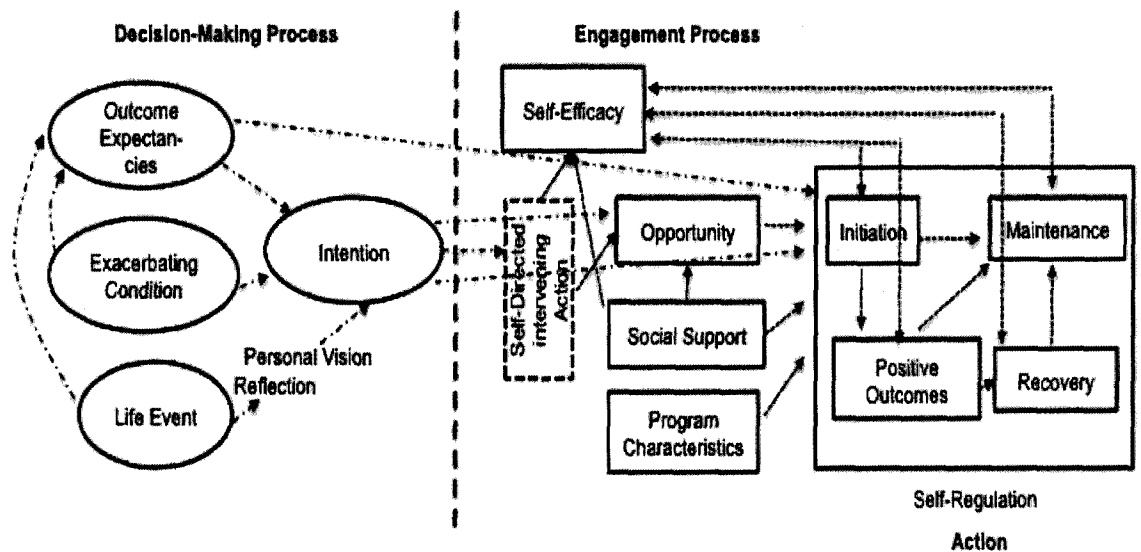 Decision-Making Process
Engagement Process
Outcome
Expectan-
cies
Exacerbating
Condition
Life Event
Intention
Personal Vision
Reflection
Self-Efficacy
Self-Directed
interveping
Action
Opportunity
Social Support
Program
Characteristics
Initiation
Maintenance
Positive
Outcomes
Recovery
Self-Regulation
Action